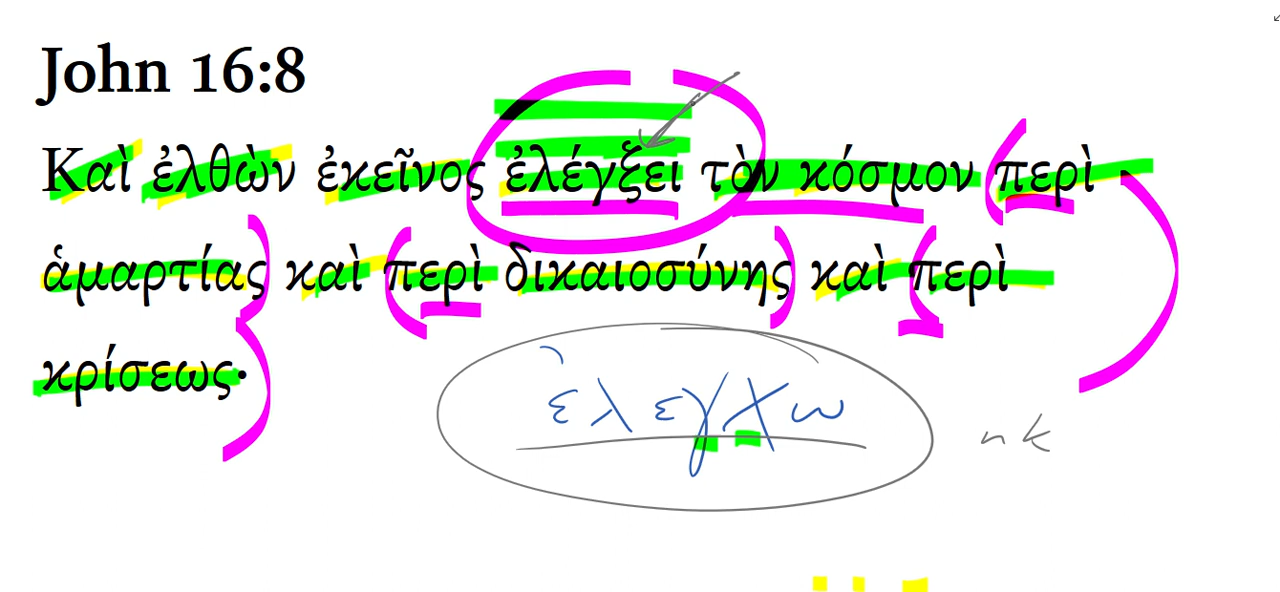 John 16:8
Καὶ ἐλθὼν ἐκεῖνος ἐλέγξει τὸν κόσμον περὶ
ἁμαρτίας καὶ περὶ δικαιοσύνης καὶ περὶ
κρίσεως·
ἐλεγχω
nk